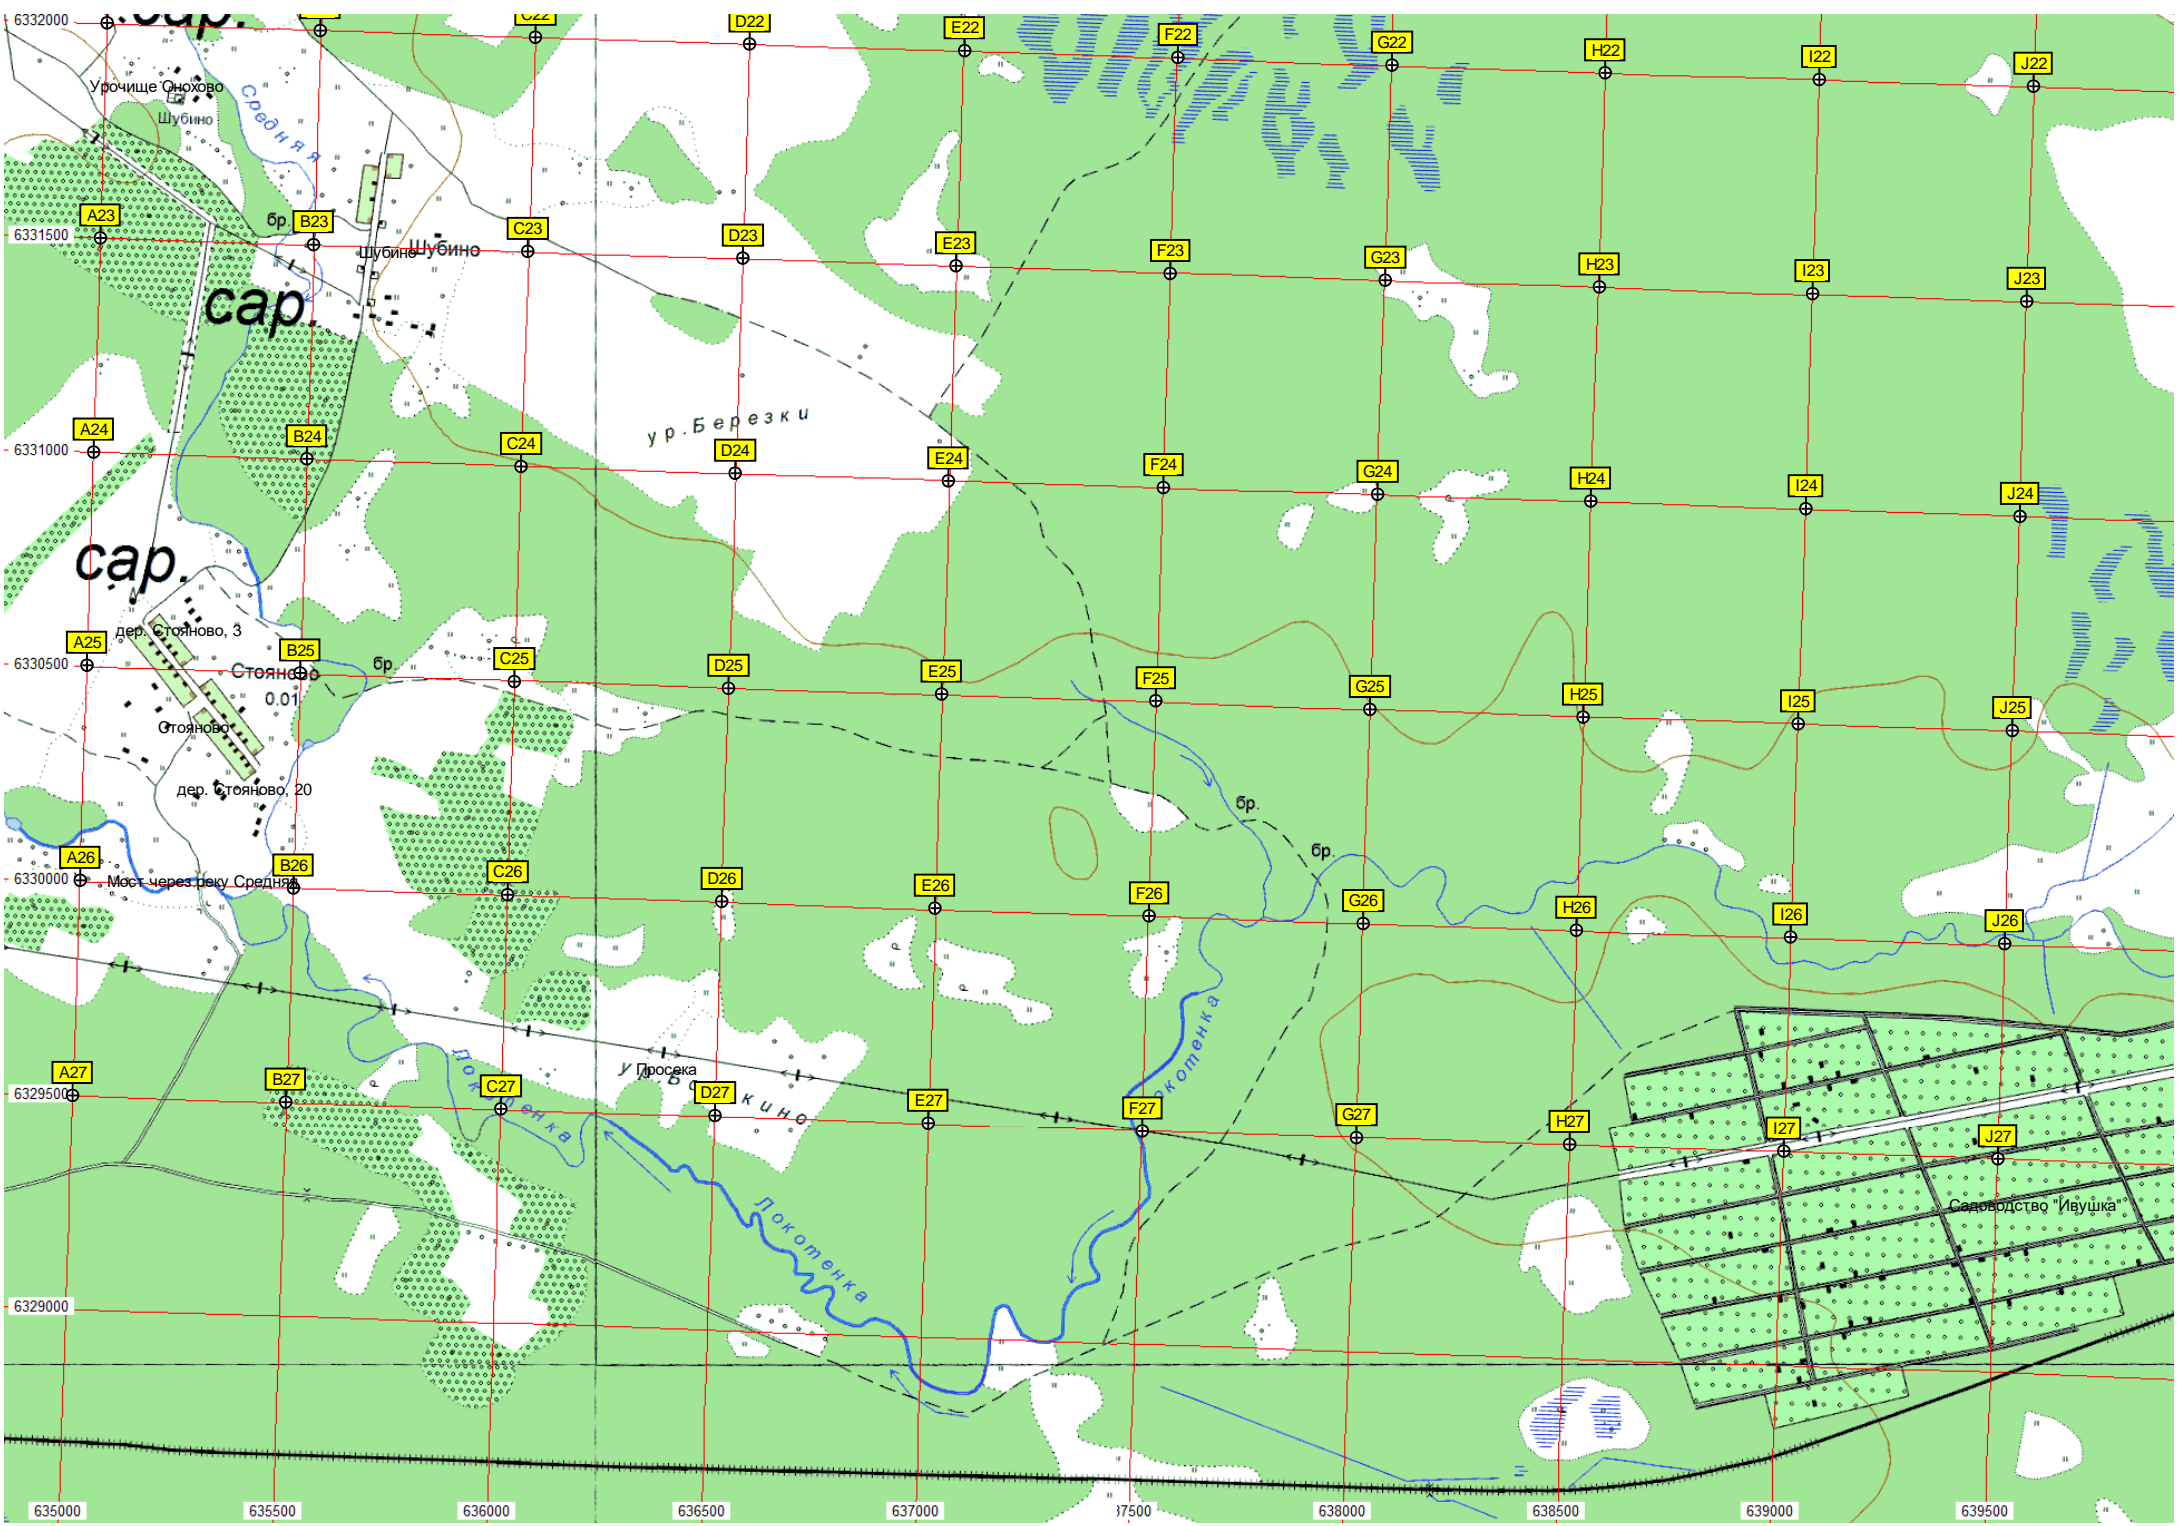 6332000
сар.
C22
D22
E22
F22
G22
H22
I22
J22
Урочище Онохово
Шубино
Средняя
6331500
A23
бр.
B23
Шубино
Шубино
C23
D23
E23
F23
G23
H23
I23
J23
сар.
ур. Березки
6331000
A24
B24
C24
D24
E24
F24
G24
H24
I24
J24
сар.
дер. Стояново, 3
6330500
A25
B25
Стояново
0.01
бр.
C25
D25
E25
F25
G25
H25
I25
J25
Стояново
дер. Стояново, 20
бр.
бр.
6330000
A26
Мост через реку Средняя
B26
C26
D26
E26
F26
G26
H26
I26
J26
Локотенка
Локотенка
Просека
6329500
A27
B27
C27
D27
E27
F27
G27
H27
I27
J27
Садоводство "Ивушка"
Локотенка
6329000
635000
635500
636000
636500
637000
37500
638000
638500
639000
639500